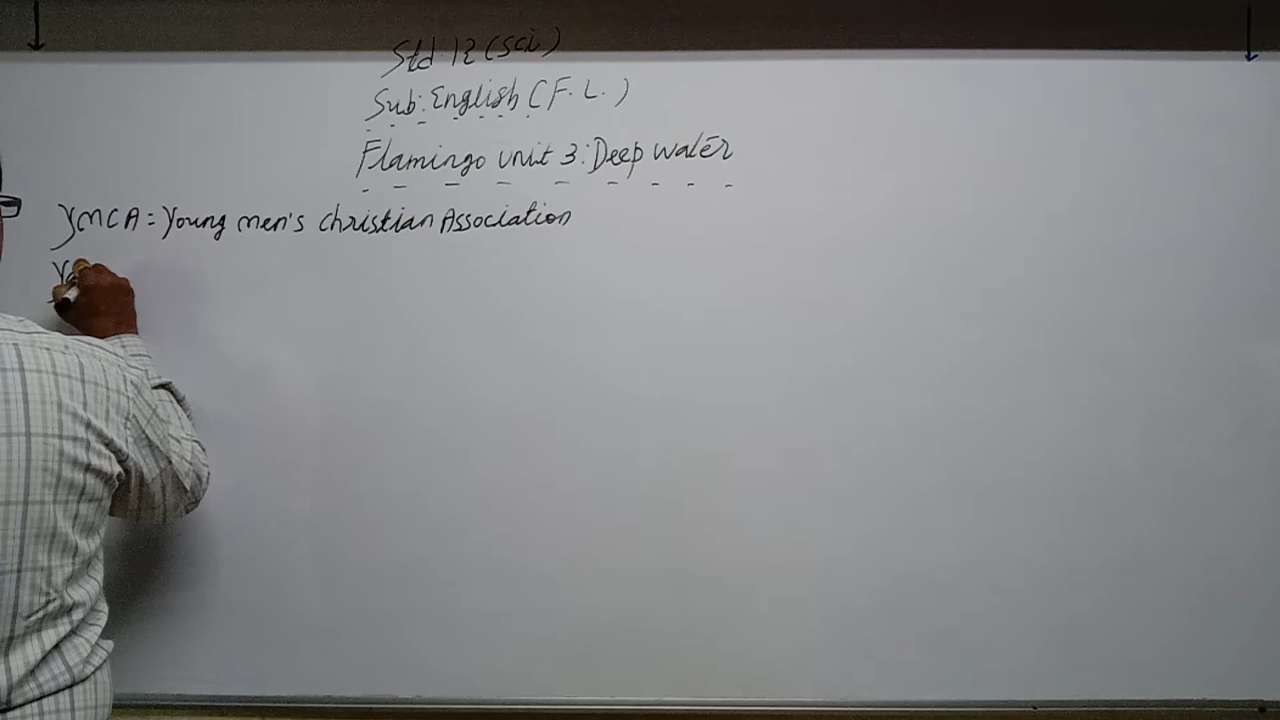 Std 12 (sci)
Sub: English (F. L.)
Flamingo unit 3: Deep water
YMCA = Young men's christian Association